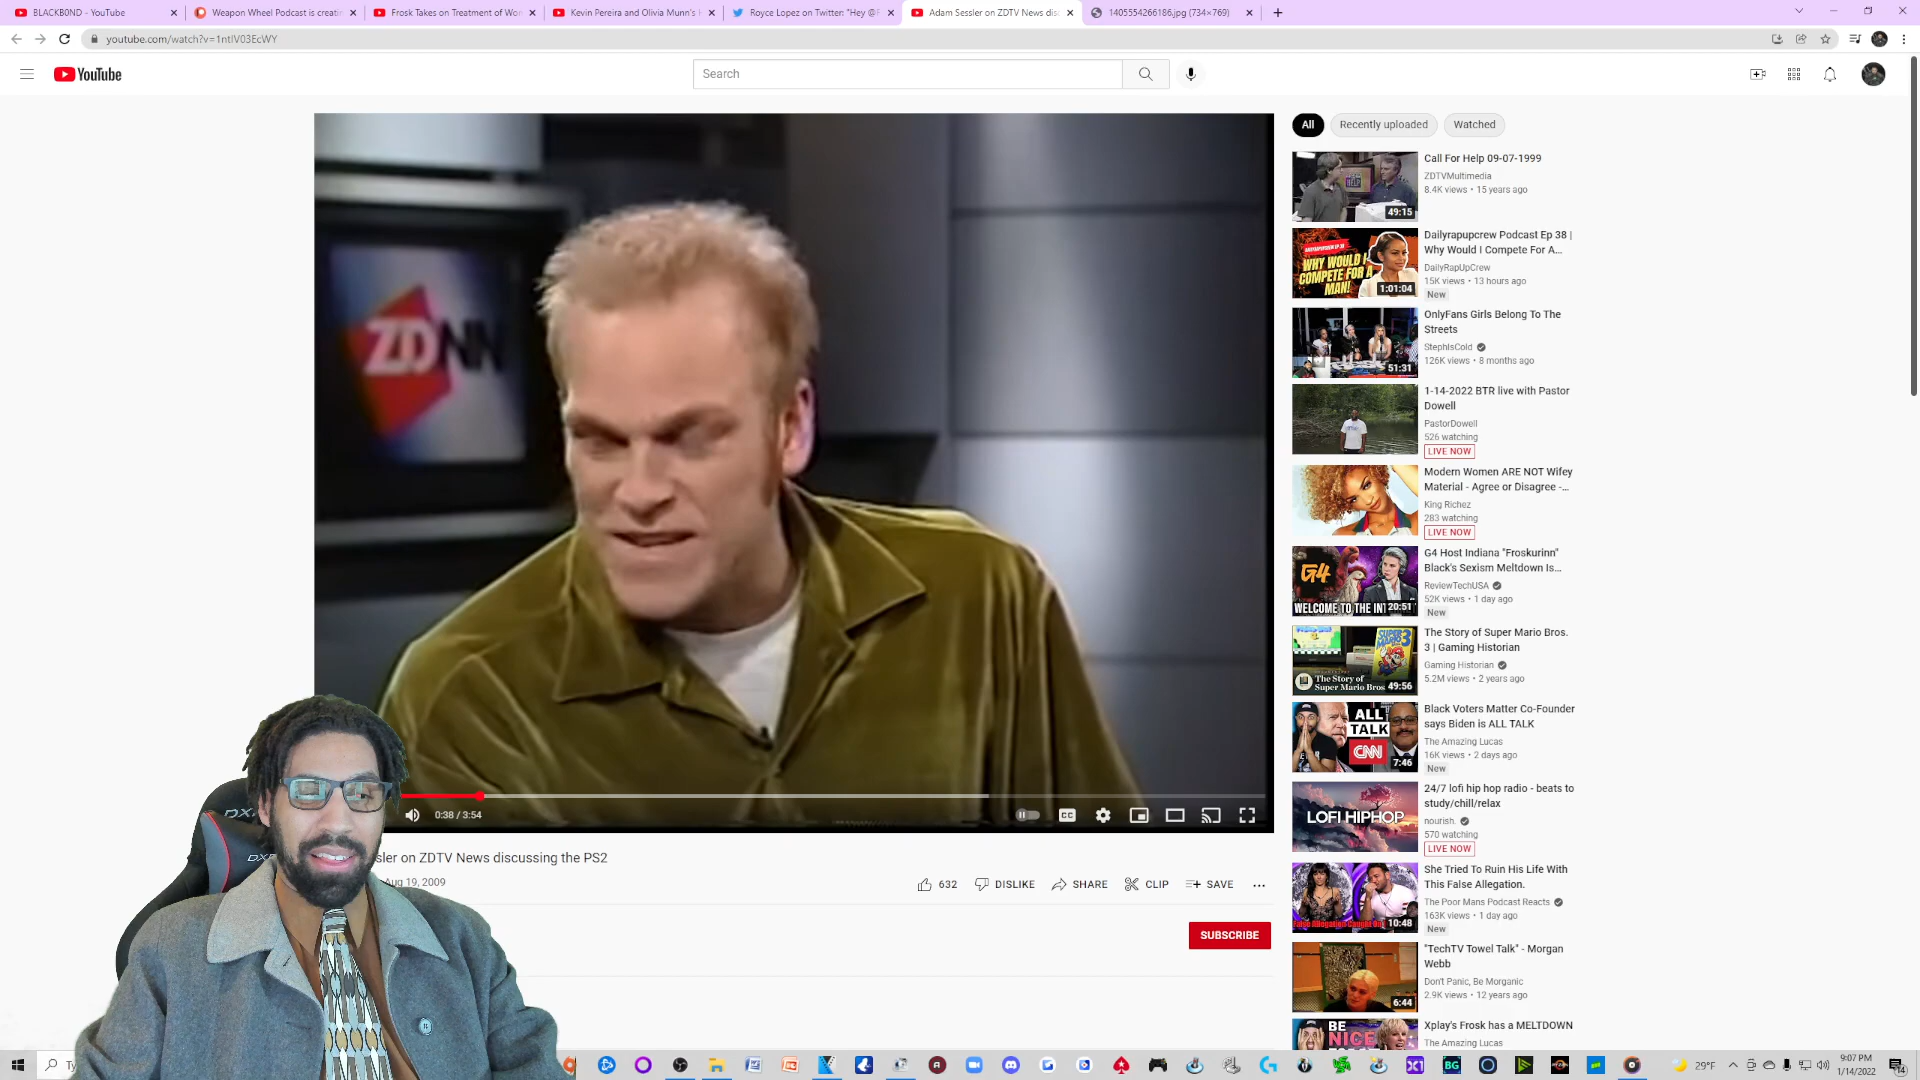 BLACKB0ND - YouTube
Weapon Wheel Podcast is creatin
Frosk Takes on Treatment of Wom
Kevin Pereira and Olivia Munn's
Royce Lopez on Twitter: "Hey @F
Adam Sessler on ZDTV News disc
1405554266186.jpg (734×769)
youtube.com/watch?v=1ntIV03EcWY
YouTube
Search
ZDNN
0:38 / 3:54
CC
sler on ZDTV News discussing the PS2
Aug 19, 2009
632
DISLIKE
SHARE
CLIP
SAVE
SUBSCRIBE
All
Recently uploaded
Watched
Call For Help 09-07-1999
ZDTVMultimedia
8.4K views • 15 years ago
49:15
Dailyrapupcrew Podcast Ep 38 |
Why Would I Compete For A...
DailyRapUpCrew
15K views • 13 hours ago
New
WHY WOULD I
COMPETE FOR A
MAN!
1:01:04
OnlyFans Girls Belong To The
Streets
StephIsCold
126K views • 8 months ago
51:31
1-14-2022 BTR live with Pastor
Dowell
PastorDowell
526 watching
LIVE NOW
Modern Women ARE NOT Wifey
Material - Agree or Disagree -...
King Richez
283 watching
LIVE NOW
G4 Host Indiana "Froskurinn"
Black's Sexism Meltdown Is...
ReviewTechUSA
52K views • 1 day ago
New
G4
WELCOME TO THE INT
20:51
The Story of Super Mario Bros.
3 | Gaming Historian
Gaming Historian
5.2M views • 2 years ago
The Story of
Super Mario Bros
49:56
Black Voters Matter Co-Founder
says Biden is ALL TALK
The Amazing Lucas
16K views • 2 days ago
New
ALL
TALK
CNN
7:46
24/7 lofi hip hop radio - beats to
study/chill/relax
nourish.
570 watching
LIVE NOW
LOFI HIPHOP
She Tried To Ruin His Life With
This False Allegation.
The Poor Mans Podcast Reacts
163K views • 1 day ago
New
10:48
"TechTV Towel Talk" - Morgan
Webb
Don't Panic, Be Morganic
2.9K views • 12 years ago
6:44
Xplay's Frosk has a MELTDOWN
The Amazing Lucas
BE
NICE
29°F
9:07 PM
1/14/2022